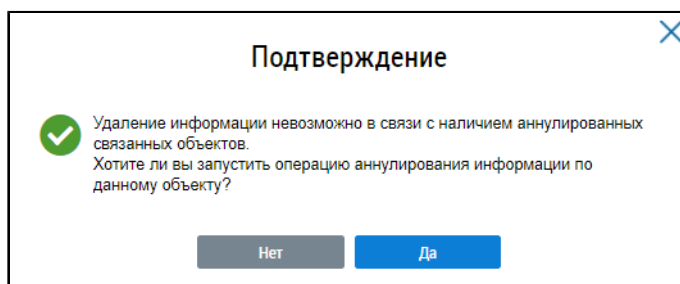 Подтверждение
Удаление информации невозможно в связи с наличием аннулированных
связанных объектов.
Хотите ли вы запустить операцию аннулирования информации по
данному объекту?
Нет
Да